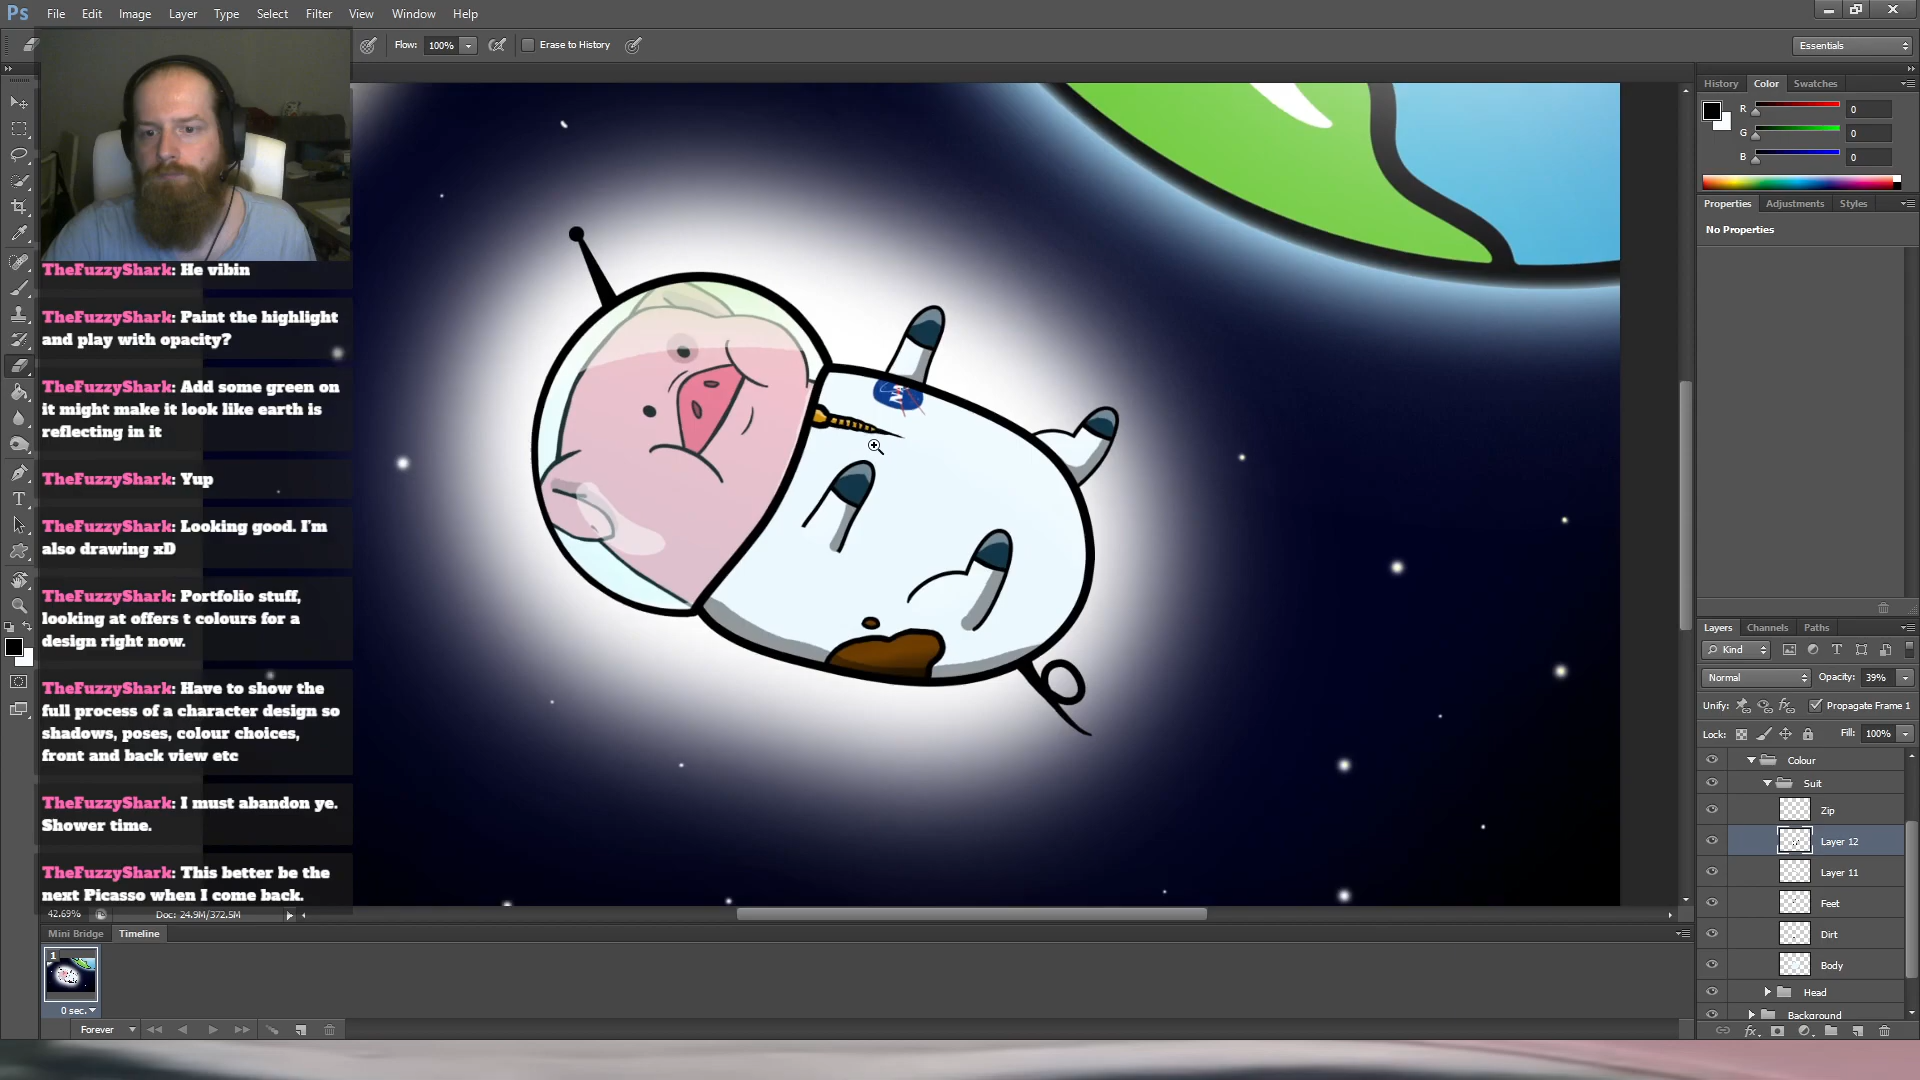 Ps File Edit Image Layer Type Select Filter View Window Help
Flow: 100% Erase to History Essentials
TheFuzzyShark: He vibin
TheFuzzyShark: Paint the highlight
and play with opacity?
TheFuzzyShark: Add some green on
it might make it look like earth is
reflecting in it
TheFuzzyShark: Yup
TheFuzzyShark: Looking good. I'm
also drawing xD
TheFuzzyShark: Portfolio stuff,
looking at offers t colours for a
design right now.
TheFuzzyShark: Have to show the
full process of a character design so
shadows, poses, colour choices,
front and back view etc
TheFuzzyShark: I must abandon ye.
Shower time.
TheFuzzyShark: This better be the
next Picasso when I come back.
42.69% Doc: 24.9M/372.5M
Mini Bridge Timeline
1
0 sec.
Forever
History Color Swatches
R 0
G 0
B 0
Properties Adjustments Styles
No Properties
Layers Channels Paths
Kind
Normal Opacity: 39%
Unify: Propagate Frame 1
Lock: Fill: 100%
Colour
Suit
Zip
Layer 12
Layer 11
Feet
Dirt
Body
Head
Background